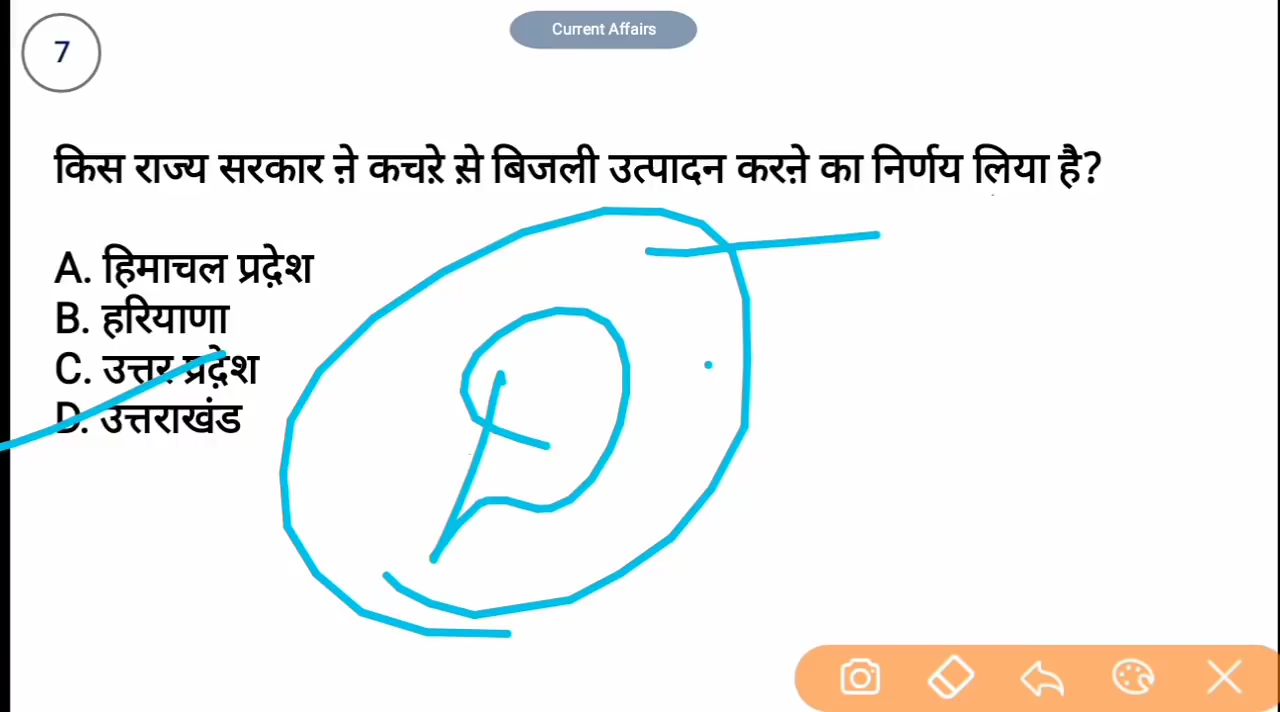 7
Current Affairs
किस राज्य सरकार ने कचरे से बिजली उत्पादन करने का निर्णय लिया है?
A. हिमाचल प्रदेश
B. हरियाणा
C. उत्तर प्रदेश
D. उत्तराखंड